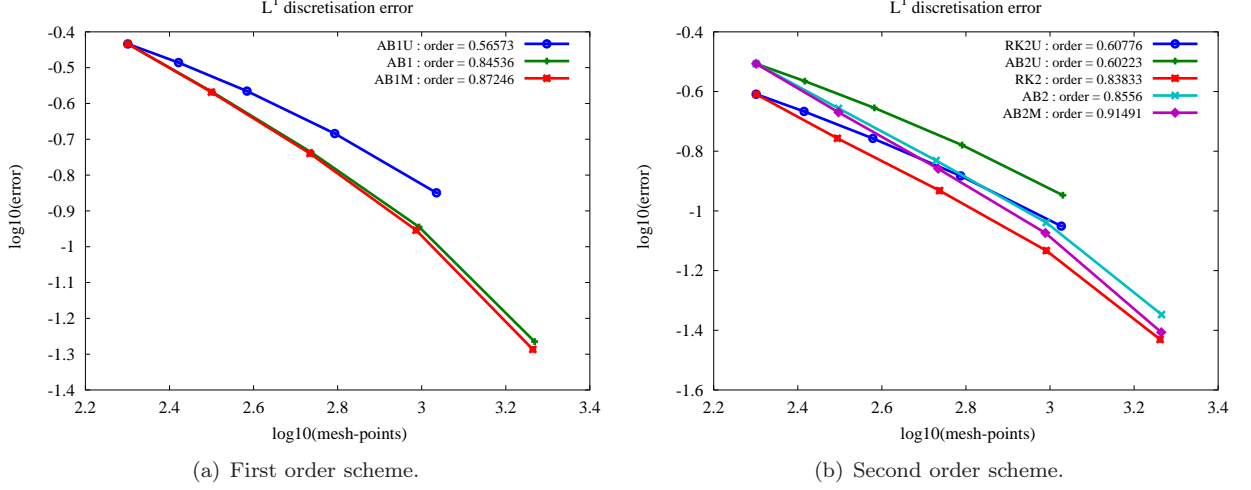 L1 discretisation error
AB1U : order = 0.56573
AB1 : order = 0.84536
AB1M : order = 0.87246
-0.4
-0.5
-0.6
-0.7
-0.8
-0.9
-1
-1.1
-1.2
-1.3
-1.4
log10(error)
2.2 2.4 2.6 2.8 3 3.2 3.4
log10(mesh-points)
(a) First order scheme.
L1 discretisation error
RK2U : order = 0.60776
AB2U : order = 0.60223
RK2 : order = 0.83833
AB2 : order = 0.8556
AB2M : order = 0.91491
-0.4
-0.6
-0.8
-1
-1.2
-1.4
-1.6
log10(error)
2.2 2.4 2.6 2.8 3 3.2 3.4
log10(mesh-points)
(b) Second order scheme.